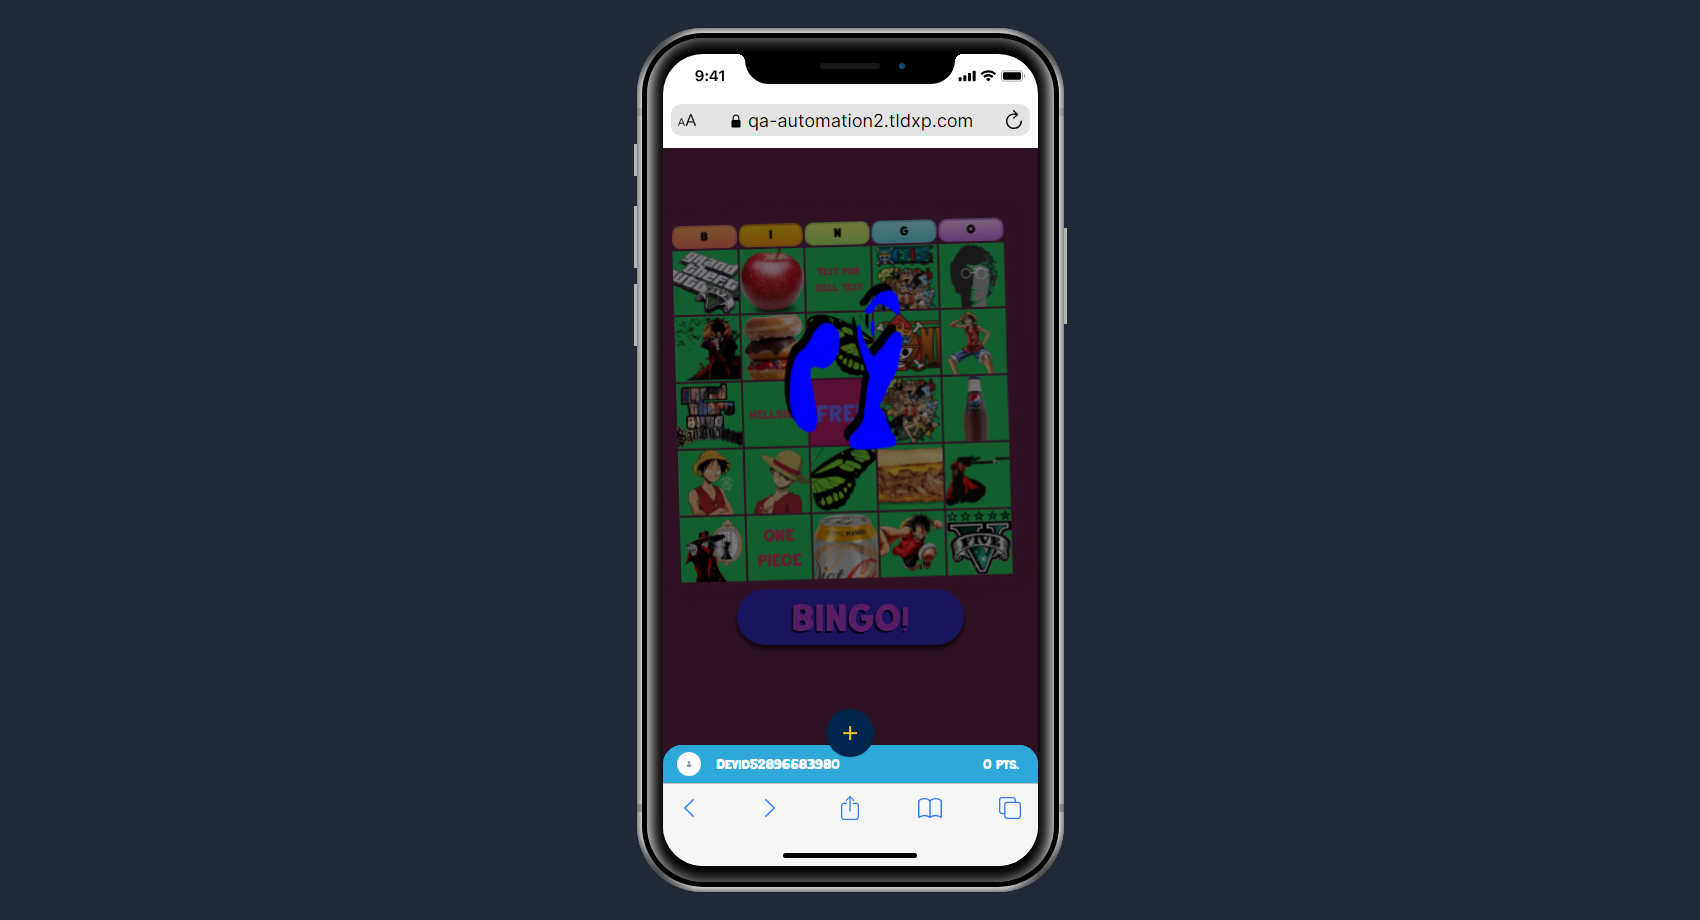 9:41
AA
qa-automation2.tldxp.com
B I N G O
grand
theft
auto
TEXT FOR
CELL TEXT
FRE
ONE
PIECE
FIVE
V
BINGO!
+
Devid52896683980
0 PTS.